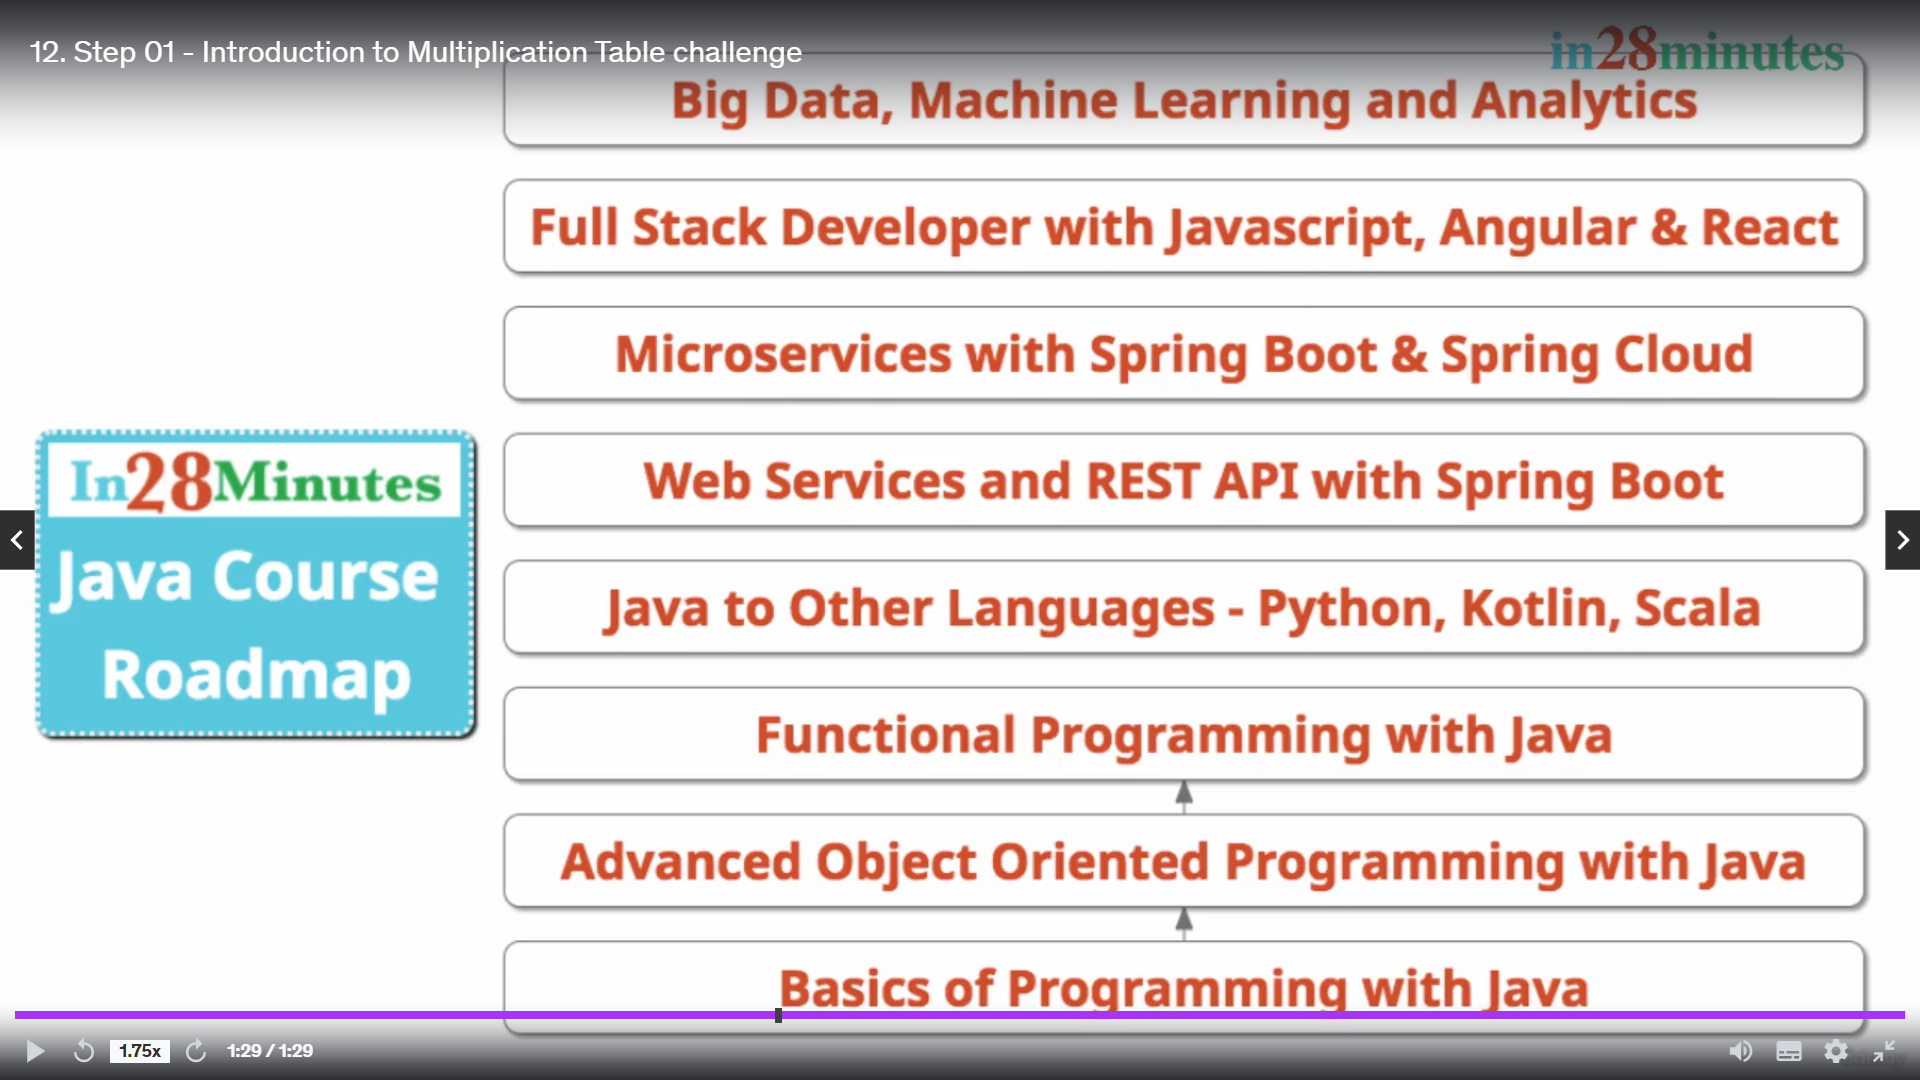 12. Step 01 - Introduction to Multiplication Table challenge
in28minutes
Big Data, Machine Learning and Analytics
Full Stack Developer with Javascript, Angular & React
Microservices with Spring Boot & Spring Cloud
Web Services and REST API with Spring Boot
In28Minutes
Java Course
Roadmap
Java to Other Languages - Python, Kotlin, Scala
Functional Programming with Java
Advanced Object Oriented Programming with Java
Basics of Programming with Java
1.75x
1:29 / 1:29